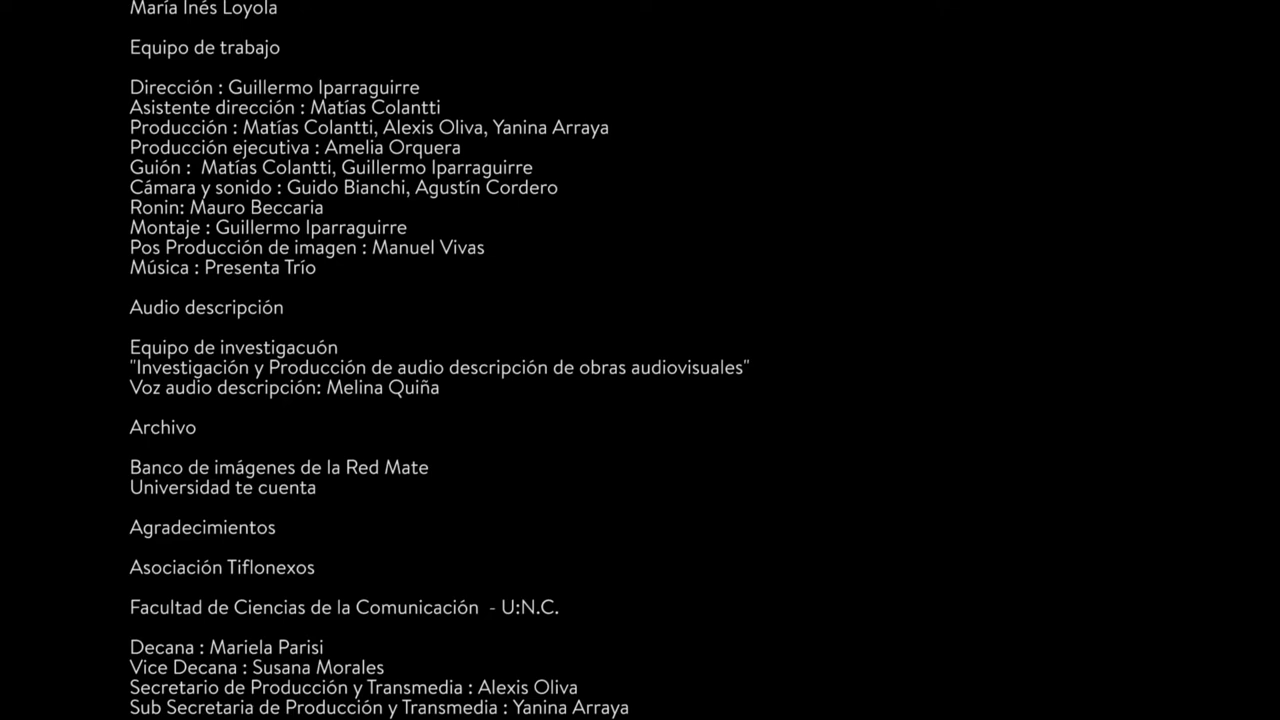 María Inés Loyola
Equipo de trabajo
Dirección : Guillermo Iparraguirre
Asistente dirección : Matías Colantti
Producción : Matías Colantti, Alexis Oliva, Yanina Arraya
Producción ejecutiva : Amelia Orquera
Guión :  Matías Colantti, Guillermo Iparraguirre
Cámara y sonido : Guido Bianchi, Agustín Cordero
Ronin: Mauro Beccaria
Montaje : Guillermo Iparraguirre
Pos Producción de imagen : Manuel Vivas
Música : Presenta Trío
Audio descripción
Equipo de investigacuón
"Investigación y Producción de audio descripción de obras audiovisuales"
Voz audio descripción: Melina Quiña
Archivo
Banco de imágenes de la Red Mate
Universidad te cuenta
Agradecimientos
Asociación Tiflonexos
Facultad de Ciencias de la Comunicación  - U:N.C.
Decana : Mariela Parisi
Vice Decana : Susana Morales
Secretario de Producción y Transmedia : Alexis Oliva
Sub Secretaria de Producción y Transmedia : Yanina Arraya